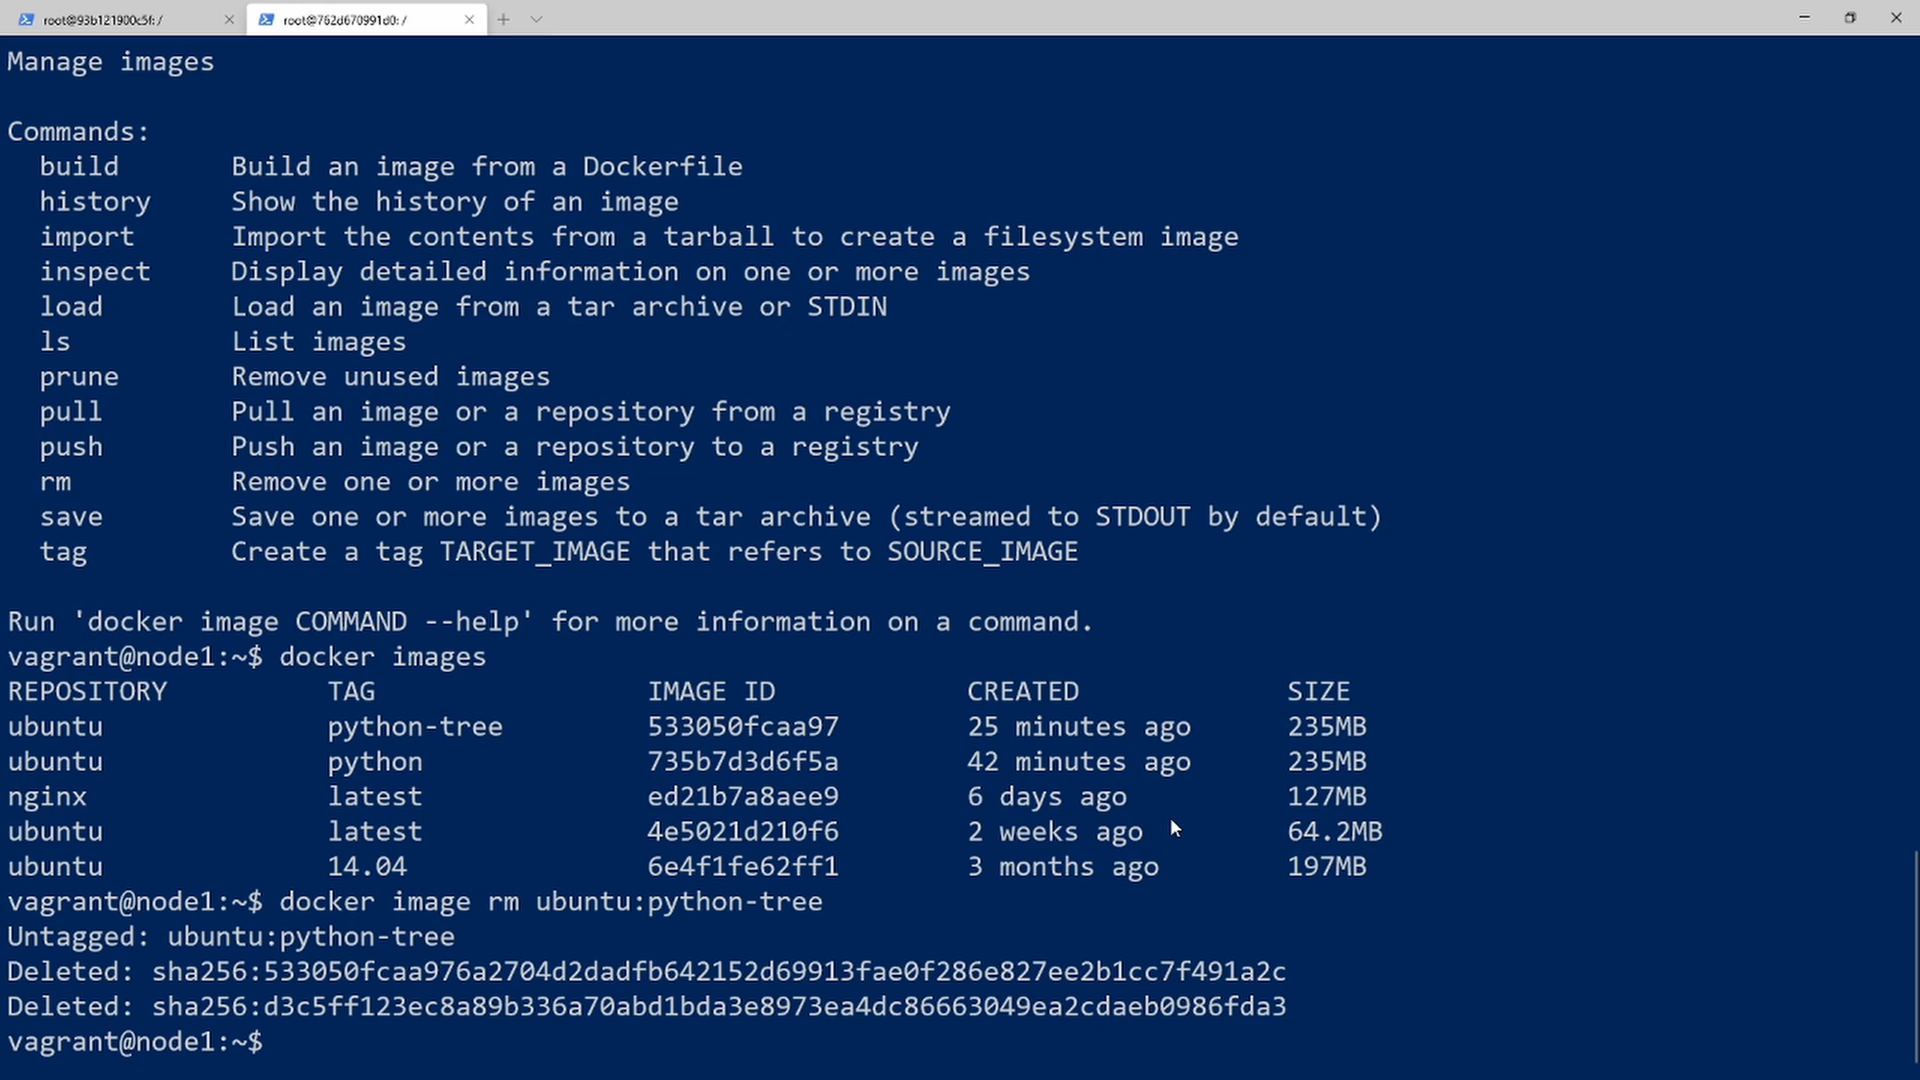 root@93b121900c5f: /
root@762d670991d0: /
Manage images
Commands:
build Build an image from a Dockerfile
history Show the history of an image
import Import the contents from a tarball to create a filesystem image
inspect Display detailed information on one or more images
load Load an image from a tar archive or STDIN
ls List images
prune Remove unused images
pull Pull an image or a repository from a registry
push Push an image or a repository to a registry
rm Remove one or more images
save Save one or more images to a tar archive (streamed to STDOUT by default)
tag Create a tag TARGET_IMAGE that refers to SOURCE_IMAGE
Run 'docker image COMMAND --help' for more information on a command.
vagrant@node1:~$ docker images
REPOSITORY TAG IMAGE ID CREATED SIZE
ubuntu python-tree 533050fcaa97 25 minutes ago 235MB
ubuntu python 735b7d3d6f5a 42 minutes ago 235MB
nginx latest ed21b7a8aee9 6 days ago 127MB
ubuntu latest 4e5021d210f6 2 weeks ago 64.2MB
ubuntu 14.04 6e4f1fe62ff1 3 months ago 197MB
vagrant@node1:~$ docker image rm ubuntu:python-tree
Untagged: ubuntu:python-tree
Deleted: sha256:533050fcaa976a2704d2dadfb642152d69913fae0f286e827ee2b1cc7f491a2c
Deleted: sha256:d3c5ff123ec8a89b336a70abd1bda3e8973ea4dc86663049ea2cdaeb0986fda3
vagrant@node1:~$